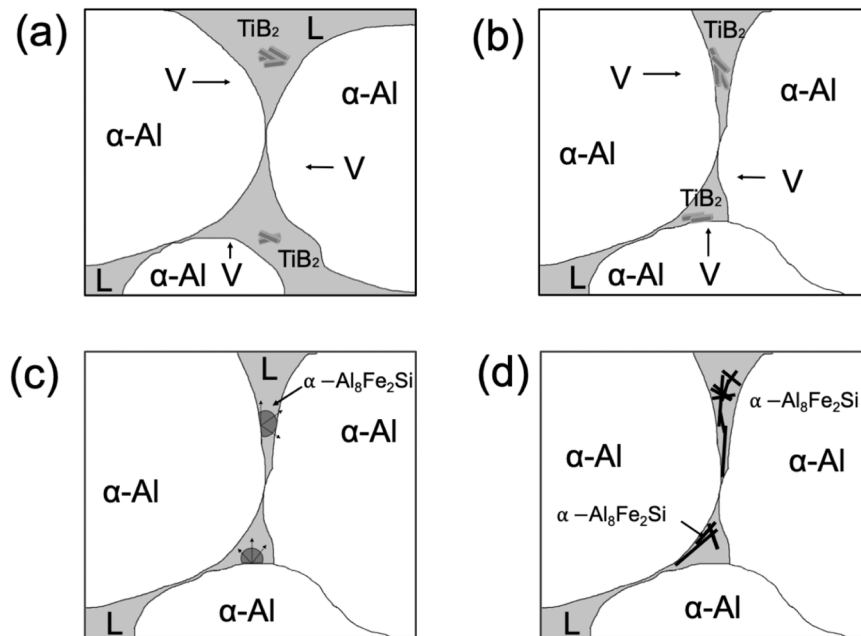 (a)
TiB₂
L
V
α-Al
α-Al
V
α-Al
V
TiB₂
L
(b)
TiB₂
V
α-Al
α-Al
TiB₂
V
L
α-Al
V
(c)
L
α －Al₈Fe₂Si
α-Al
α-Al
L
α-Al
(d)
α －Al₈Fe₂Si
α-Al
α-Al
α －Al₈Fe₂Si
L
α-Al